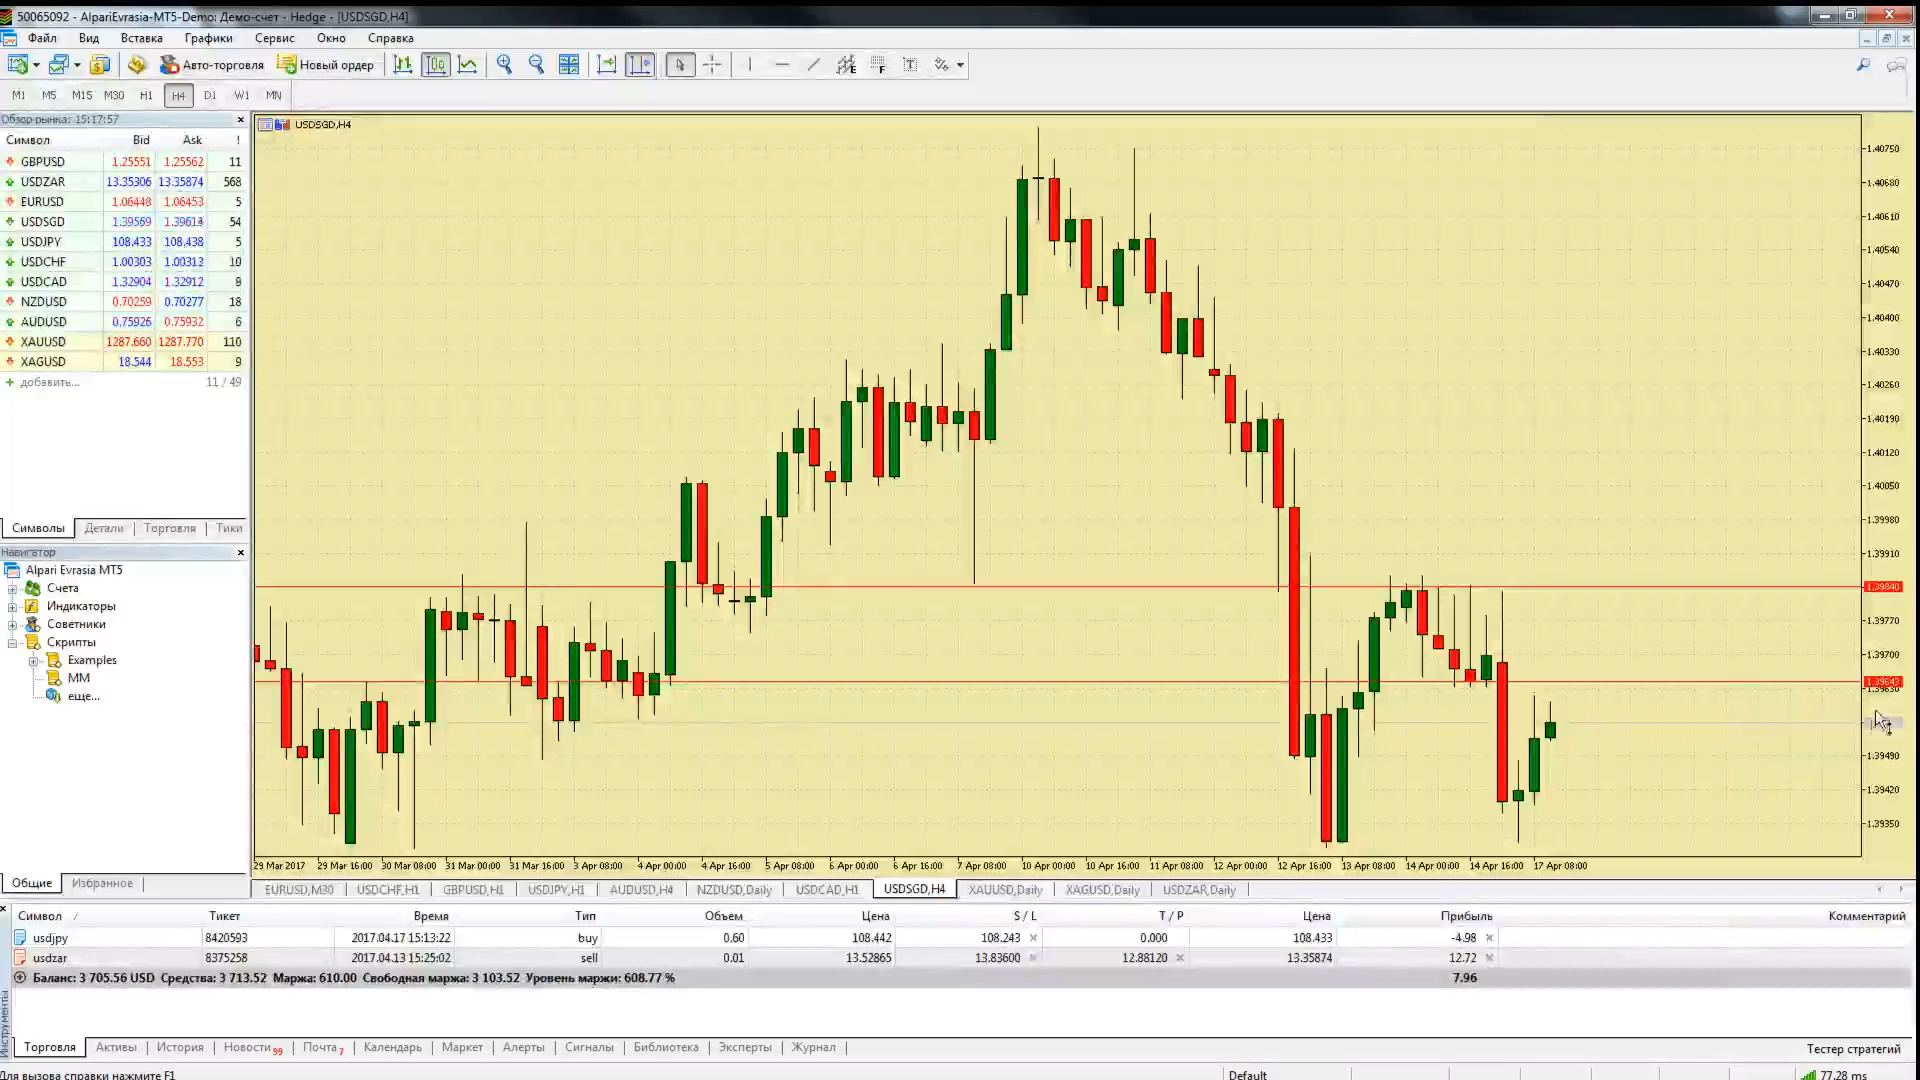 50065092 - AlpariEvrasia-MT5-Demo: Демо-счет - Hedge - [USDSGD,H4]
Файл Вид Вставка Графики Сервис Окно Справка
Авто-торговля Новый ордер
M1 M5 M15 M30 H1 H4 D1 W1 MN
Обзор рынка: 15:17:57
Символ Bid Ask !
GBPUSD 1.25551 1.25562 11
USDZAR 13.35306 13.35874 568
EURUSD 1.06448 1.06453 5
USDSGD 1.39559 1.39613 54
USDJPY 108.433 108.438 5
USDCHF 1.00303 1.00313 10
USDCAD 1.32904 1.32912 8
NZDUSD 0.70259 0.70277 18
AUDUSD 0.75926 0.75932 6
XAUUSD 1287.660 1287.770 110
XAGUSD 18.544 18.553 9
+ добавить... 11 / 49
Символы Детали Торговля Тики
Навигатор
Alpari Evrasia MT5
Счета
Индикаторы
Советники
Скрипты
Examples
MM
еще...
Общие Избранное
USDSGD,H4
1.40750
1.40680
1.40610
1.40540
1.40470
1.40400
1.40330
1.40260
1.40190
1.40120
1.40050
1.39980
1.39910
1.39840
1.39770
1.39700
1.39643
1.39630
1.39490
1.39420
1.39350
29 Mar 2017 29 Mar 16:00 30 Mar 08:00 31 Mar 00:00 31 Mar 16:00 3 Apr 08:00 4 Apr 00:00 4 Apr 16:00 5 Apr 08:00 6 Apr 00:00 6 Apr 16:00 7 Apr 08:00 10 Apr 00:00 10 Apr 16:00 11 Apr 08:00 12 Apr 00:00 12 Apr 16:00 13 Apr 08:00 14 Apr 00:00 14 Apr 16:00 17 Apr 08:00
EURUSD,M30 USDCHF,H1 GBPUSD,H1 USDJPY,H1 AUDUSD,H4 NZDUSD,Daily USDCAD,H1 USDSGD,H4 XAUUSD,Daily XAGUSD,Daily USDZAR,Daily
Символ Тикет Время Тип Объем Цена S / L T / P Цена Прибыль Комментарий
usdjpy 8420593 2017.04.17 15:13:22 buy 0.60 108.442 108.243 0.000 108.433 -4.98
usdzar 8375258 2017.04.13 15:25:02 sell 0.01 13.52865 13.83600 12.88120 13.35874 12.72
Баланс: 3 705.56 USD Средства: 3 713.52 Маржа: 610.00 Свободная маржа: 3 103.52 Уровень маржи: 608.77 % 7.96
Инструменты
Торговля Активы История Новости 99 Почта 7 Календарь Маркет Алерты Сигналы Библиотека Эксперты Журнал Тестер стратегий
Для вызова справки нажмите F1 Default 77.28 ms